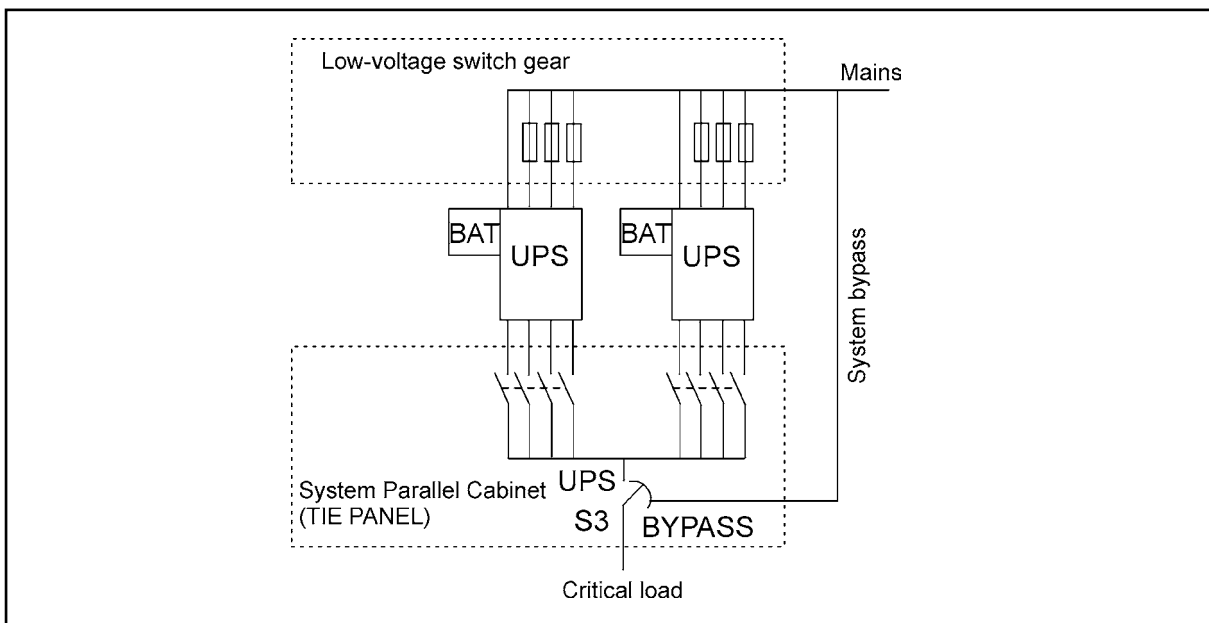 Low-voltage switch gear
Mains
BAT
UPS
BAT
UPS
System bypass
System Parallel Cabinet
(TIE PANEL)
UPS
S3
BYPASS
Critical load